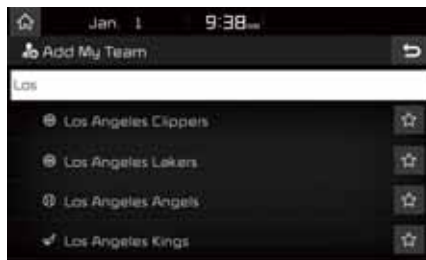 Jan. 1 9:38
Add My Team
Los
Los Angeles Clippers
Los Angeles Lakers
Los Angeles Angels
Los Angeles Kings